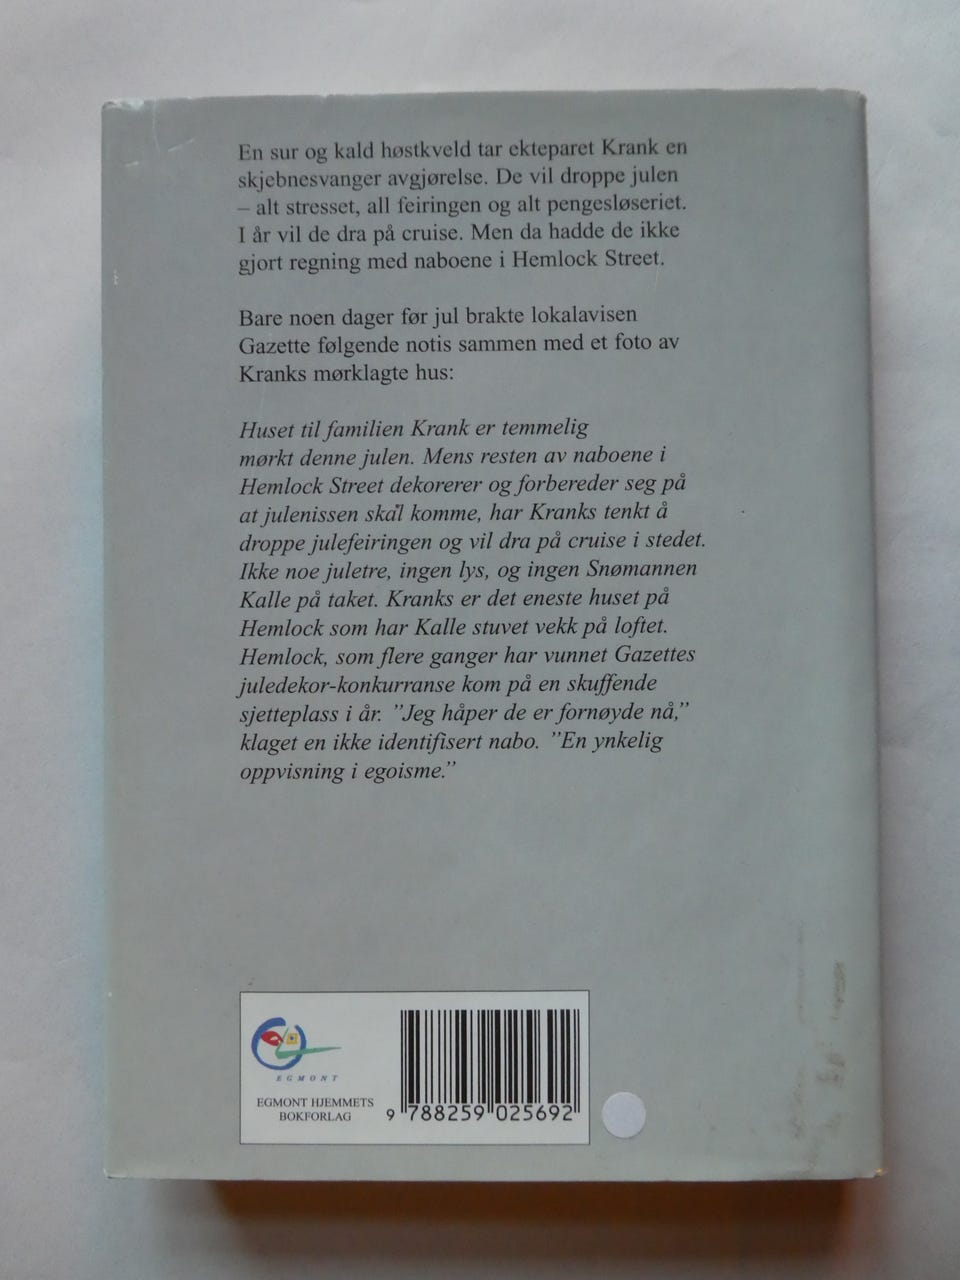 En sur og kald høstkveld tar ekteparet Krank en
skjebnesvanger avgjørelse. De vil droppe julen
– alt stresset, all feiringen og alt pengesløseriet.
I år vil de dra på cruise. Men da hadde de ikke
gjort regning med naboene i Hemlock Street.
Bare noen dager før jul brakte lokalavisen
Gazette følgende notis sammen med et foto av
Kranks mørklagte hus:
Huset til familien Krank er temmelig
mørkt denne julen. Mens resten av naboene i
Hemlock Street dekorerer og forbereder seg på
at julenissen skal komme, har Kranks tenkt å
droppe julefeiringen og vil dra på cruise i stedet.
Ikke noe juletre, ingen lys, og ingen Snømannen
Kalle på taket. Kranks er det eneste huset på
Hemlock som har Kalle stuvet vekk på loftet.
Hemlock, som flere ganger har vunnet Gazettes
juledekor-konkurranse kom på en skuffende
sjetteplass i år. ”Jeg håper de er fornøyde nå,”
klaget en ikke identifisert nabo. ”En ynkelig
oppvisning i egoisme.”
EGMONT
EGMONT HJEMMETS
BOKFORLAG
9 788259 025692